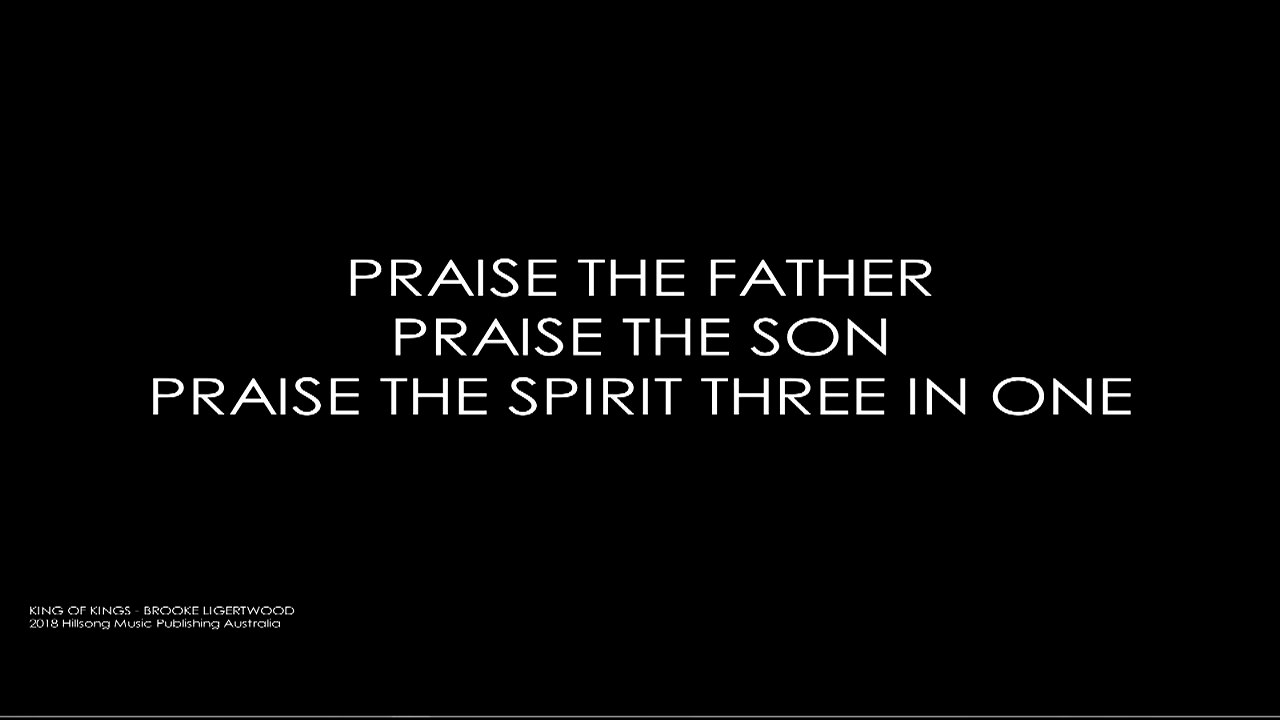 PRAISE THE FATHER
PRAISE THE SON
PRAISE THE SPIRIT THREE IN ONE
KING OF KINGS - BROOKE LIGERTWOOD
2018 Hillsong Music Publishing Australia